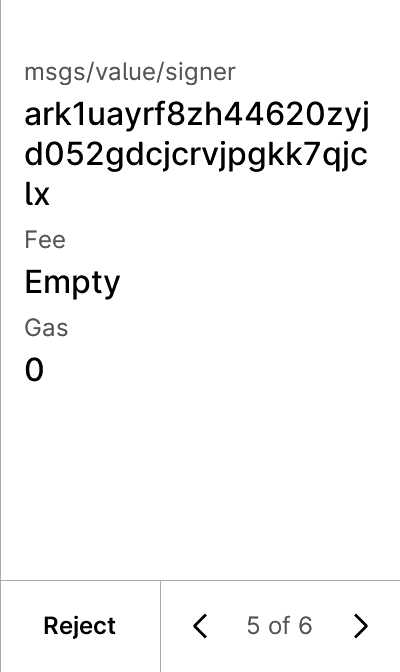 msgs/value/signer
ark1uayrf8zh44620zyj
d052gdcjcrvjpgkk7qjc
lx
Fee
Empty
Gas
0
Reject
5 of 6